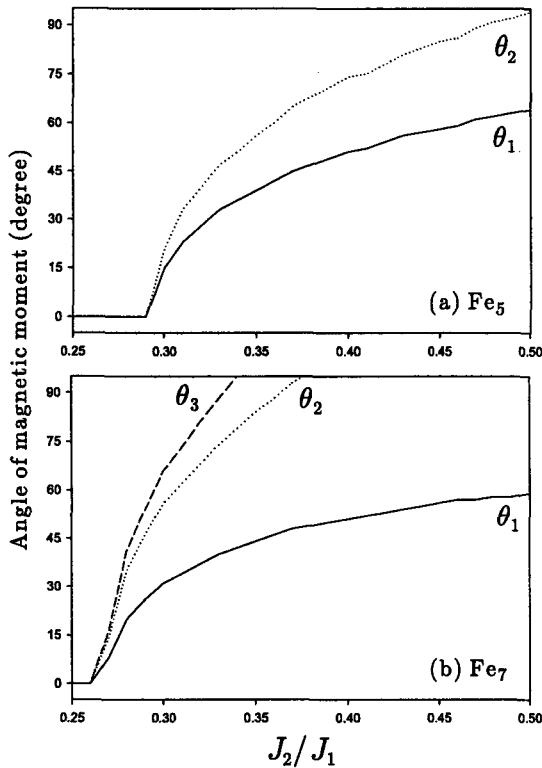 Angle of magnetic moment (degree)
90
75
60
45
30
15
0
θ₂
θ₁
(a) Fe₅
0.25 0.30 0.35 0.40 0.45 0.50
90
75
60
45
30
15
0
θ₃ θ₂
θ₁
(b) Fe₇
0.25 0.30 0.35 0.40 0.45 0.50
J₂/ J₁